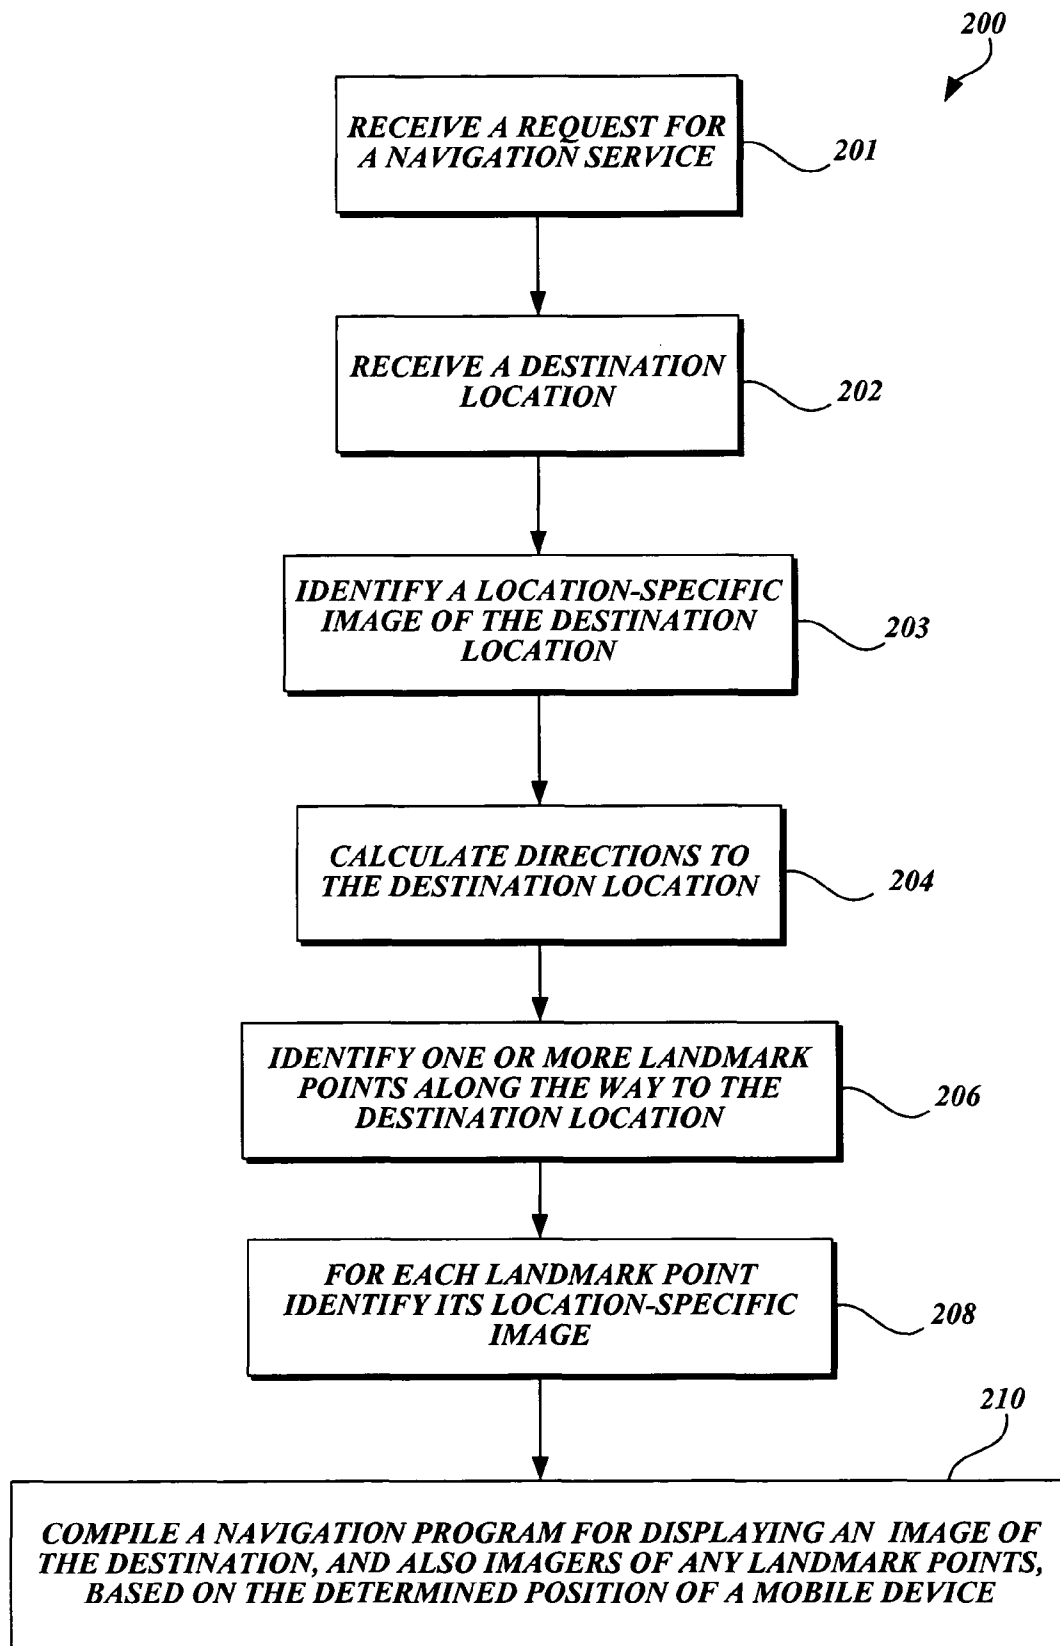 200
RECEIVE A REQUEST FOR
A NAVIGATION SERVICE
201
RECEIVE A DESTINATION
LOCATION
202
IDENTIFY A LOCATION-SPECIFIC
IMAGE OF THE DESTINATION
LOCATION
203
CALCULATE DIRECTIONS TO
THE DESTINATION LOCATION
204
IDENTIFY ONE OR MORE LANDMARK
POINTS ALONG THE WAY TO THE
DESTINATION LOCATION
206
FOR EACH LANDMARK POINT
IDENTIFY ITS LOCATION-SPECIFIC
IMAGE
208
210
COMPILE A NAVIGATION PROGRAM FOR DISPLAYING AN IMAGE OF
THE DESTINATION, AND ALSO IMAGERS OF ANY LANDMARK POINTS,
BASED ON THE DETERMINED POSITION OF A MOBILE DEVICE